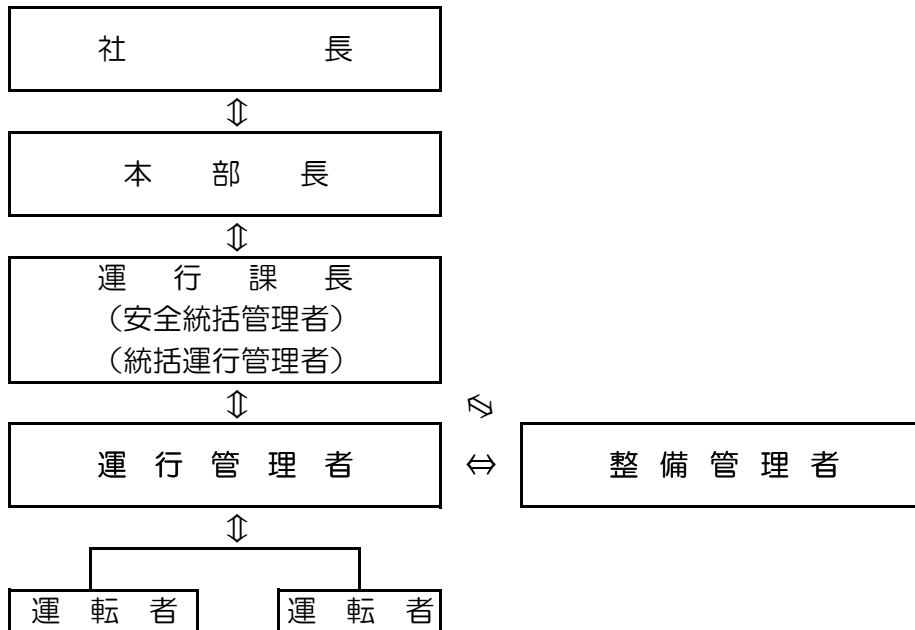 社長
⇕
本部長
⇕
運行課長
（安全統括管理者）
（統括運行管理者）
⇕ ⇖⇘
運行管理者 ⇔ 整備管理者
⇕
運転者 運転者